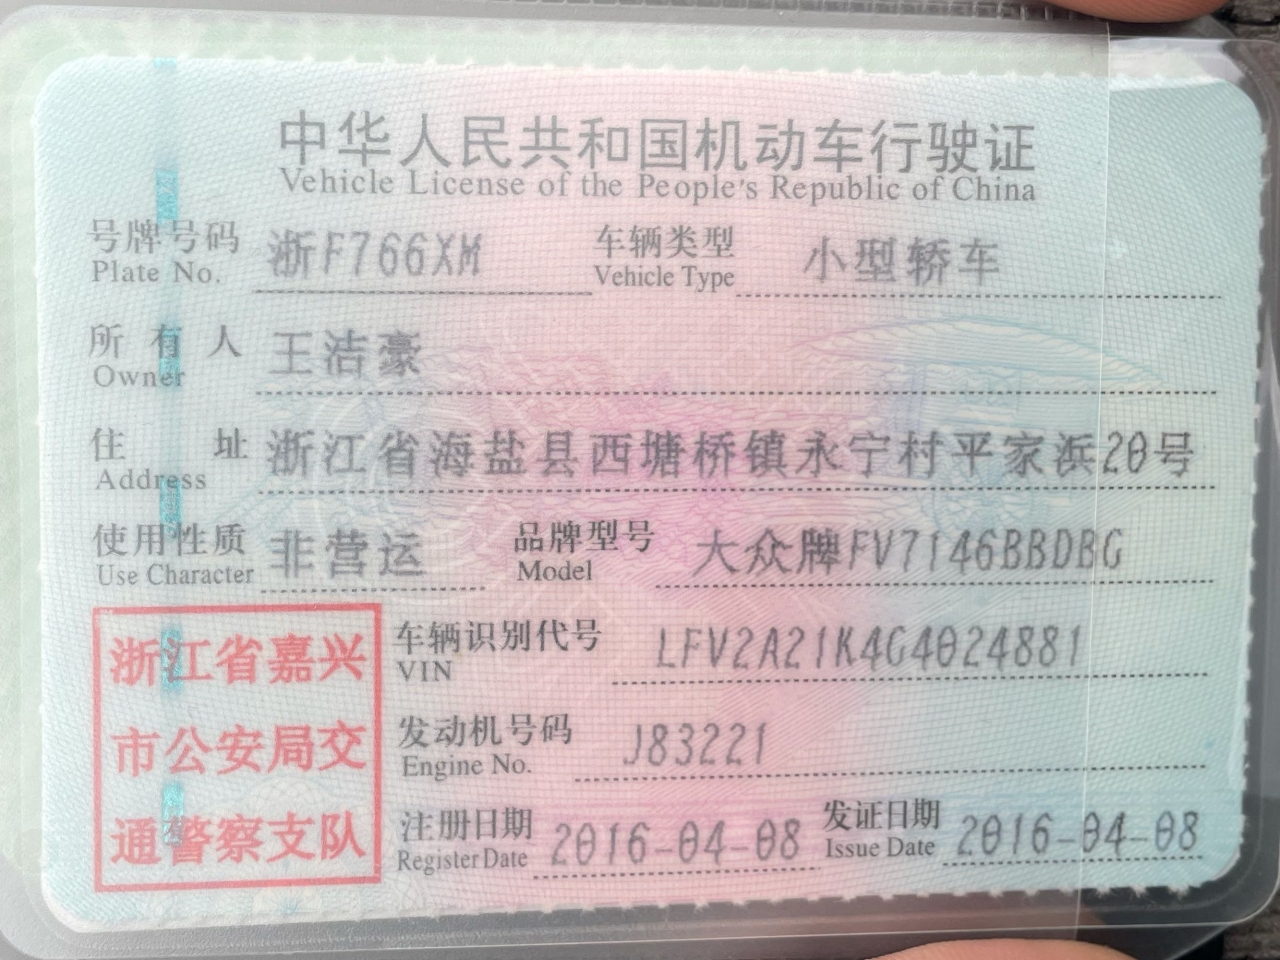 中华人民共和国机动车行驶证
Vehicle License of the People's Republic of China
号牌号码 浙F766XM 车辆类型 小型轿车
Plate No. Vehicle Type
所有人 王洁豪
Owner
住址 浙江省海盐县西塘桥镇永宁村平家浜20号
Address
使用性质 非营运 品牌型号 大众牌FV7146BBDBG
Use Character Model
浙江省嘉兴
市公安局交
通警察支队
车辆识别代号 LFV2A21K4G4024881
VIN
发动机号码 J83221
Engine No.
注册日期 2016-04-08 发证日期 2016-04-08
Register Date Issue Date